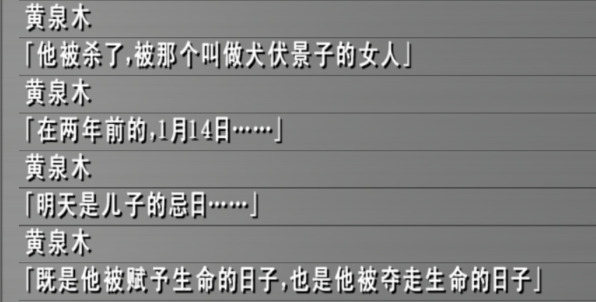 黄泉木
「他被杀了,被那个叫做犬伏景子的女人」
黄泉木
「在两年前的,1月14日……」
黄泉木
「明天是儿子的忌日……」
黄泉木
「既是他被赋予生命的日子,也是他被夺走生命的日子」